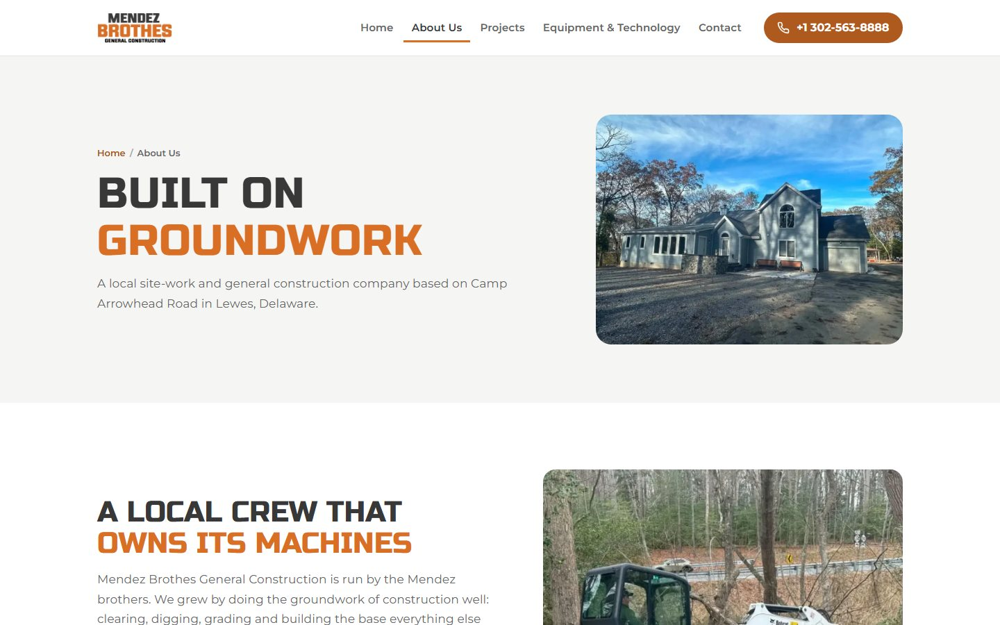 MENDEZ
BROTHES
GENERAL CONSTRUCTION
Home
About Us
Projects
Equipment & Technology
Contact
+1 302-563-8888
Home / About Us
BUILT ON
GROUNDWORK
A local site-work and general construction company based on Camp
Arrowhead Road in Lewes, Delaware.
A LOCAL CREW THAT
OWNS ITS MACHINES
Mendez Brothes General Construction is run by the Mendez
brothers. We grew by doing the groundwork of construction well:
clearing, digging, grading and building the base everything else
Bobcat